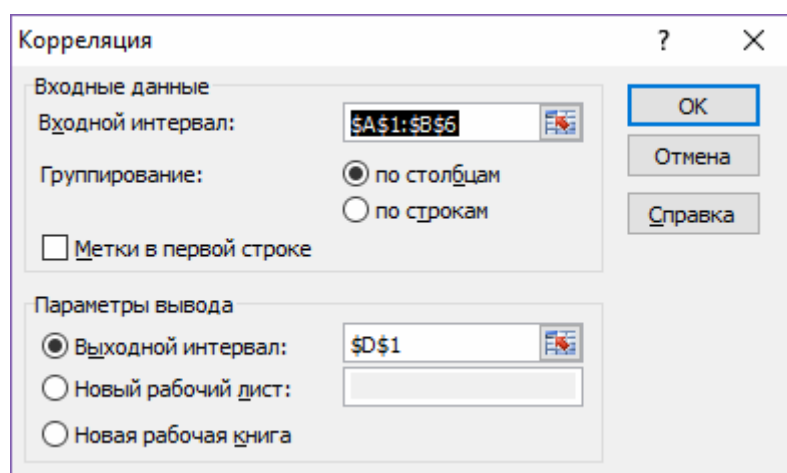 Корреляция ? ✕
Входные данные
Входной интервал: $A$1:$B$6
Группирование: по столбцам
по строкам
Метки в первой строке
OK
Отмена
Справка
Параметры вывода
Выходной интервал: $D$1
Новый рабочий лист:
Новая рабочая книга